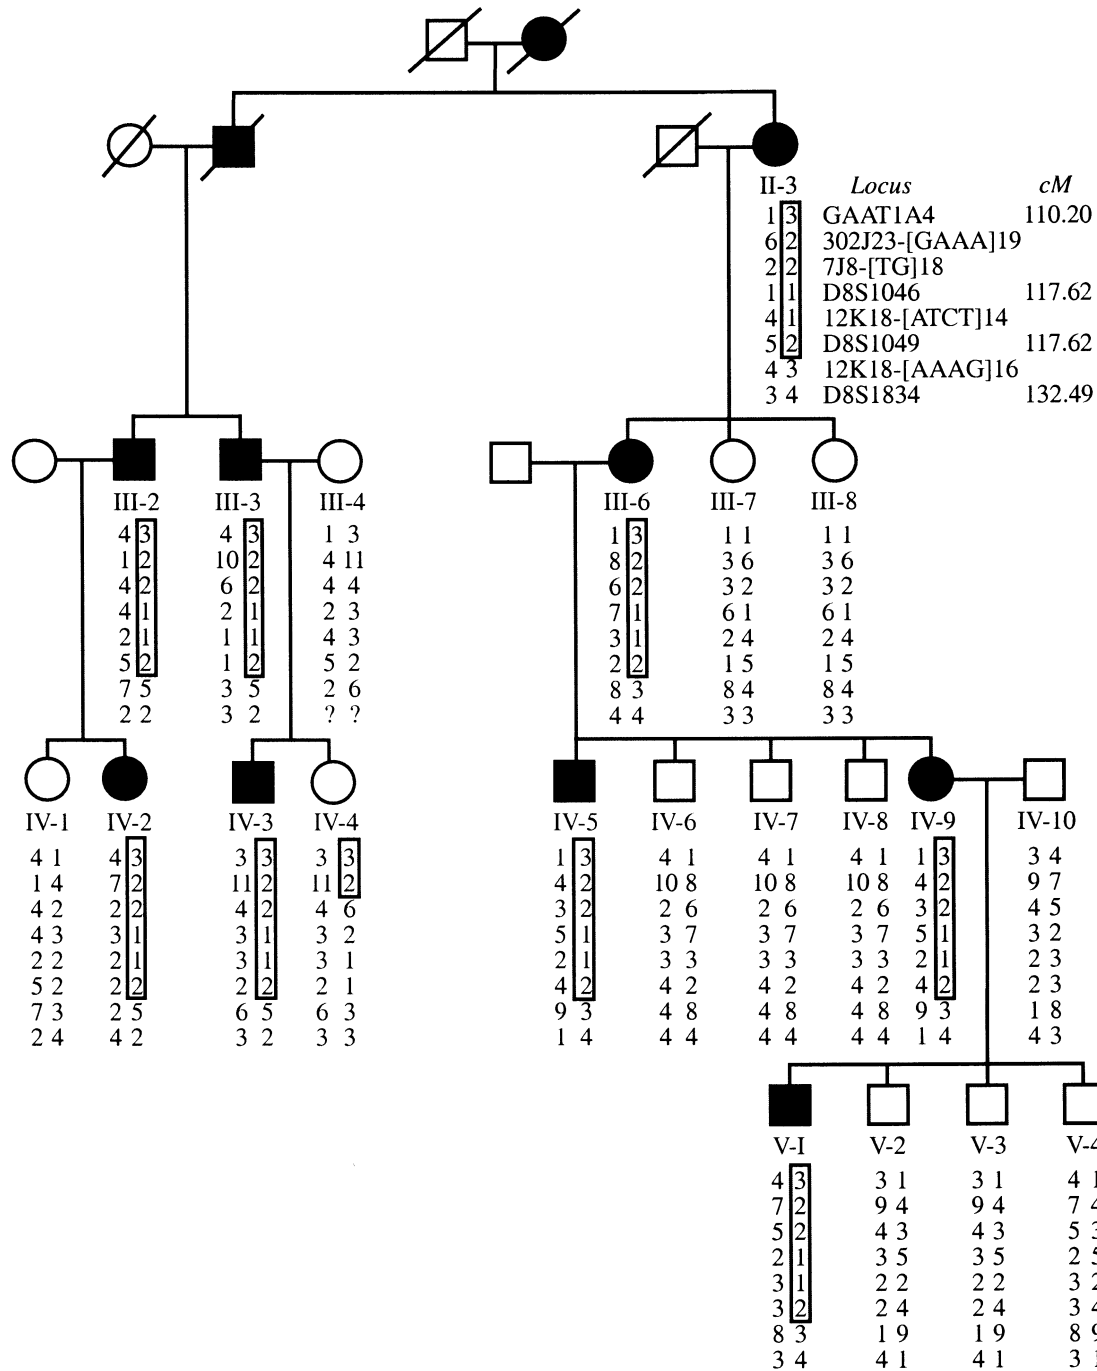 II-3 Locus cM
1 3 GAAT1A4 110.20
6 2 302J23-[GAAA]19
2 2 7J8-[TG]18
1 1 D8S1046 117.62
4 1 12K18-[ATCT]14
5 2 D8S1049 117.62
4 3 12K18-[AAAG]16
3 4 D8S1834 132.49
III-2 III-3 III-4 III-6 III-7 III-8
4 3 4 3 1 3 1 3 1 1 1 1
1 2 10 2 4 11 8 2 3 6 3 6
4 2 6 2 4 4 6 2 3 2 3 2
4 1 2 1 2 3 7 1 6 1 6 1
2 1 1 1 4 3 3 1 2 4 2 4
5 2 1 2 5 2 2 2 1 5 1 5
7 5 3 5 2 6 8 3 8 4 8 4
2 2 3 2 ? ? 4 4 3 3 3 3
IV-1 IV-2 IV-3 IV-4 IV-5 IV-6 IV-7 IV-8 IV-9 IV-10
4 1 4 3 3 3 3 3 1 3 4 1 4 1 4 1 1 3 3 4
1 4 7 2 11 2 11 2 4 2 10 8 10 8 10 8 4 2 9 7
4 2 2 2 4 2 4 6 3 2 2 6 2 6 2 6 3 2 4 5
4 3 3 1 3 1 3 2 5 1 3 7 3 7 3 7 5 1 3 2
2 2 2 1 3 1 3 1 2 1 3 3 3 3 3 3 2 1 2 3
5 2 2 2 2 2 2 1 4 2 4 2 4 2 4 2 4 2 2 3
7 3 2 5 6 5 6 3 9 3 4 8 4 8 4 8 9 3 1 8
2 4 4 2 3 2 3 3 1 4 4 4 4 4 4 4 1 4 4 3
V-I V-2 V-3 V-4
4 3 3 1 3 1 4 1
7 2 9 4 9 4 7 4
5 2 4 3 4 3 5 3
2 1 3 5 3 5 2 5
3 1 2 2 2 2 3 2
3 2 2 4 2 4 3 4
8 3 1 9 1 9 8 9
3 4 4 1 4 1 3 1